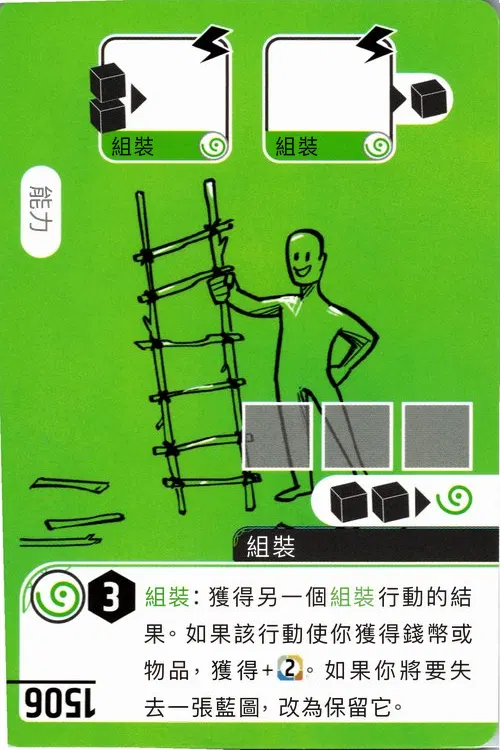 組裝
組裝
能力
組裝
3
組裝：獲得另一個組裝行動的結
果。如果該行動使你獲得錢幣或
物品，獲得+2。如果你將要失
去一張藍圖，改為保留它。
1506